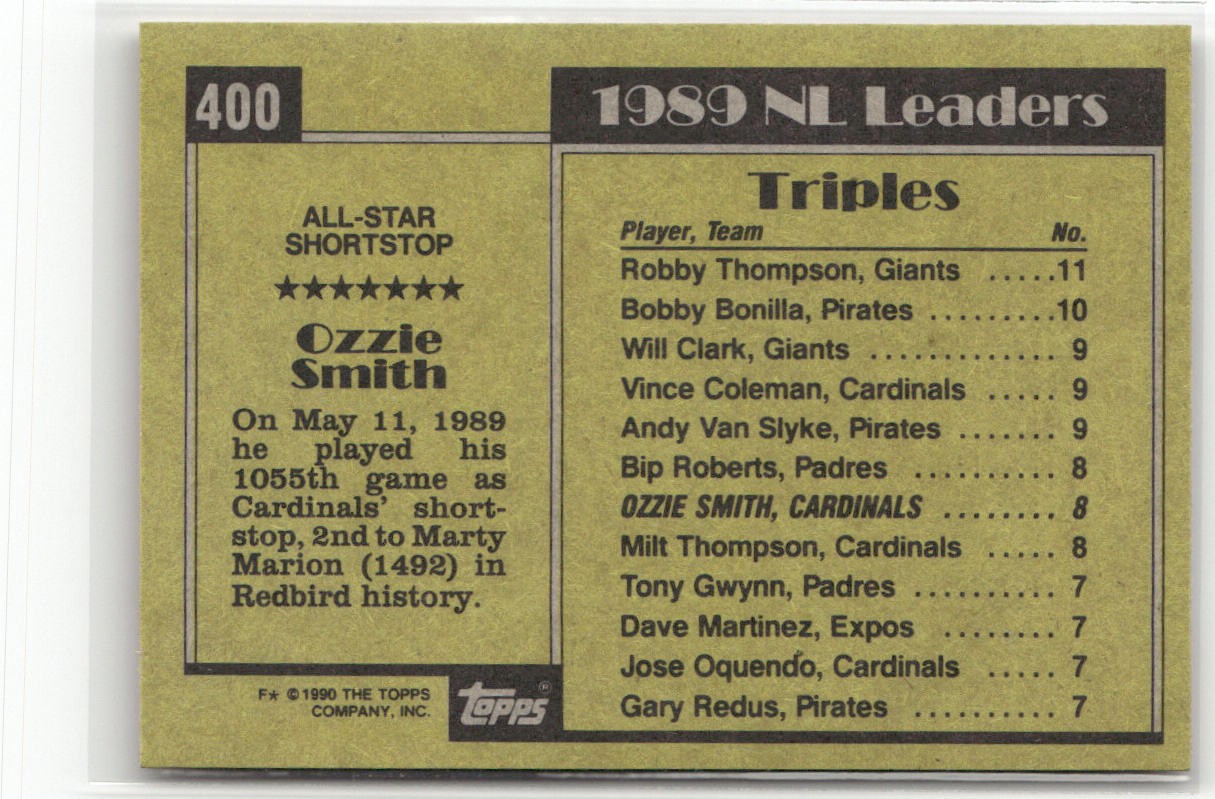 400
ALL-STAR
SHORTSTOP
★★★★★★★
Ozzie
Smith
On May 11, 1989
he played his
1055th game as
Cardinals' short-
stop, 2nd to Marty
Marion (1492) in
Redbird history.
F★ ©1990 THE TOPPS
COMPANY, INC.
topps®
1989 NL Leaders
Triples
Player, Team No.
Robby Thompson, Giants .....11
Bobby Bonilla, Pirates .........10
Will Clark, Giants ............. 9
Vince Coleman, Cardinals ..... 9
Andy Van Slyke, Pirates ....... 9
Bip Roberts, Padres .......... 8
OZZIE SMITH, CARDINALS ........ 8
Milt Thompson, Cardinals ..... 8
Tony Gwynn, Padres .......... 7
Dave Martinez, Expos ........ 7
Jose Oquendo, Cardinals ..... 7
Gary Redus, Pirates .......... 7